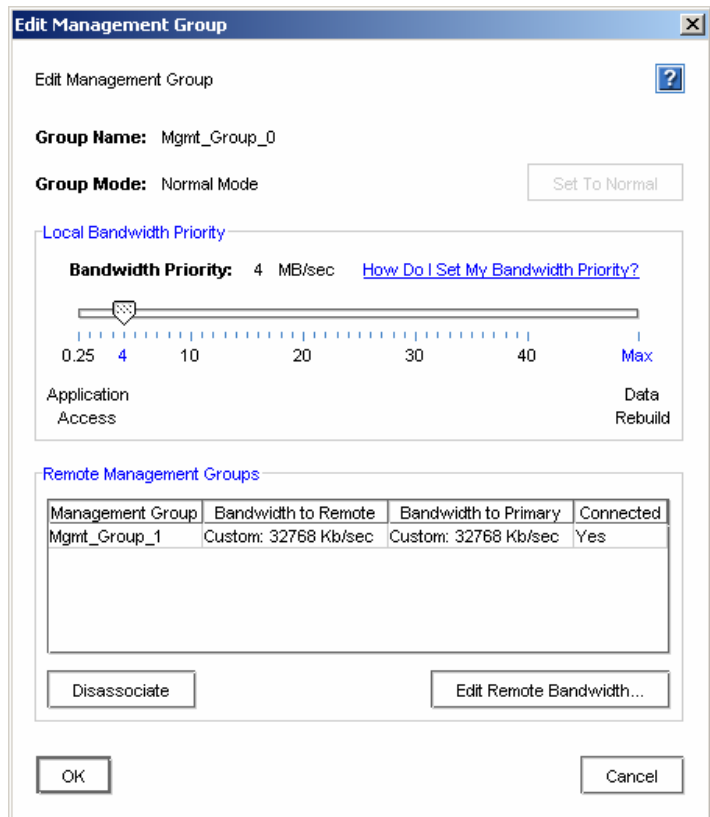 Edit Management Group
Edit Management Group
?
Group Name: Mgmt_Group_0
Group Mode: Normal Mode
Set To Normal
Local Bandwidth Priority
Bandwidth Priority: 4 MB/sec How Do I Set My Bandwidth Priority?
0.25 4 10 20 30 40 Max
Application Access
Data Rebuild
Remote Management Groups
Management Group Bandwidth to Remote Bandwidth to Primary Connected
Mgmt_Group_1 Custom: 32768 Kb/sec Custom: 32768 Kb/sec Yes
Disassociate
Edit Remote Bandwidth...
OK
Cancel